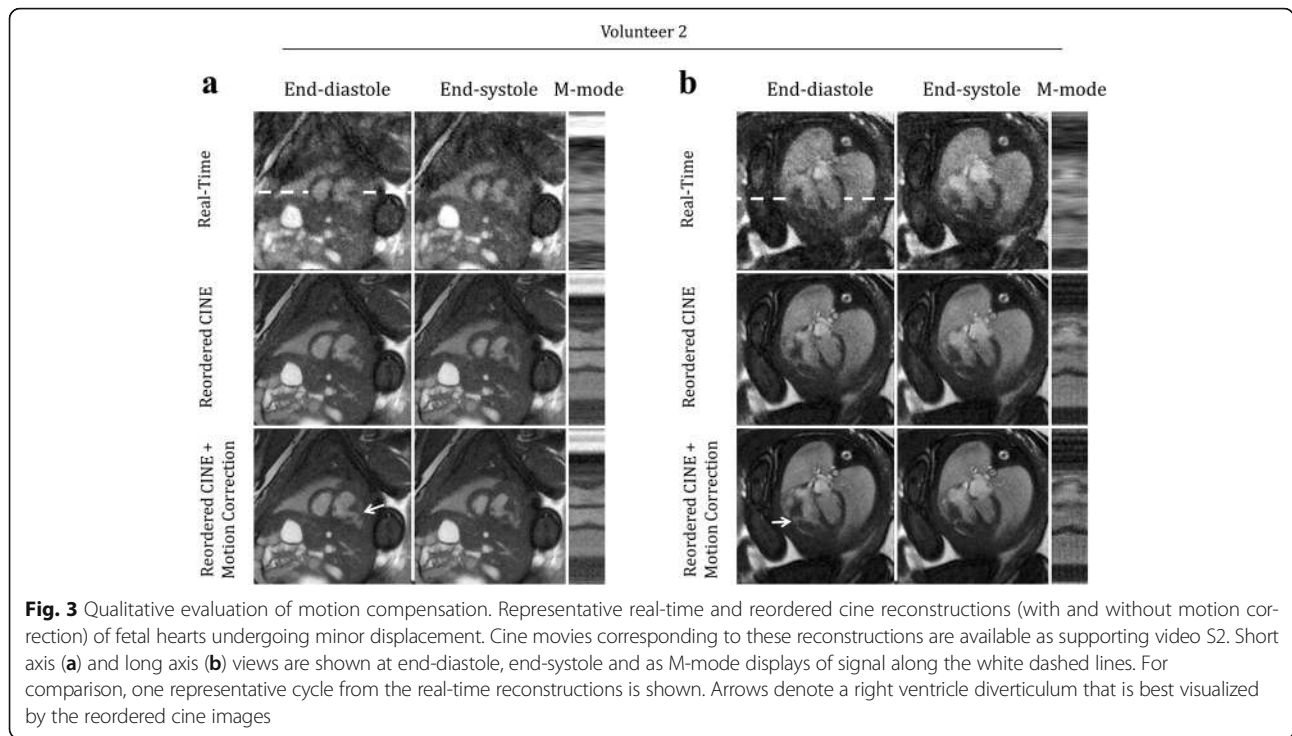 Volunteer 2
a
End-diastole End-systole M-mode
b
End-diastole End-systole M-mode
Real-Time
Reordered CINE
Reordered CINE +
Motion Correction
Real-Time
Reordered CINE
Reordered CINE +
Motion Correction
Fig. 3 Qualitative evaluation of motion compensation. Representative real-time and reordered cine reconstructions (with and without motion cor-
rection) of fetal hearts undergoing minor displacement. Cine movies corresponding to these reconstructions are available as supporting video S2. Short
axis (a) and long axis (b) views are shown at end-diastole, end-systole and as M-mode displays of signal along the white dashed lines. For
comparison, one representative cycle from the real-time reconstructions is shown. Arrows denote a right ventricle diverticulum that is best visualized
by the reordered cine images